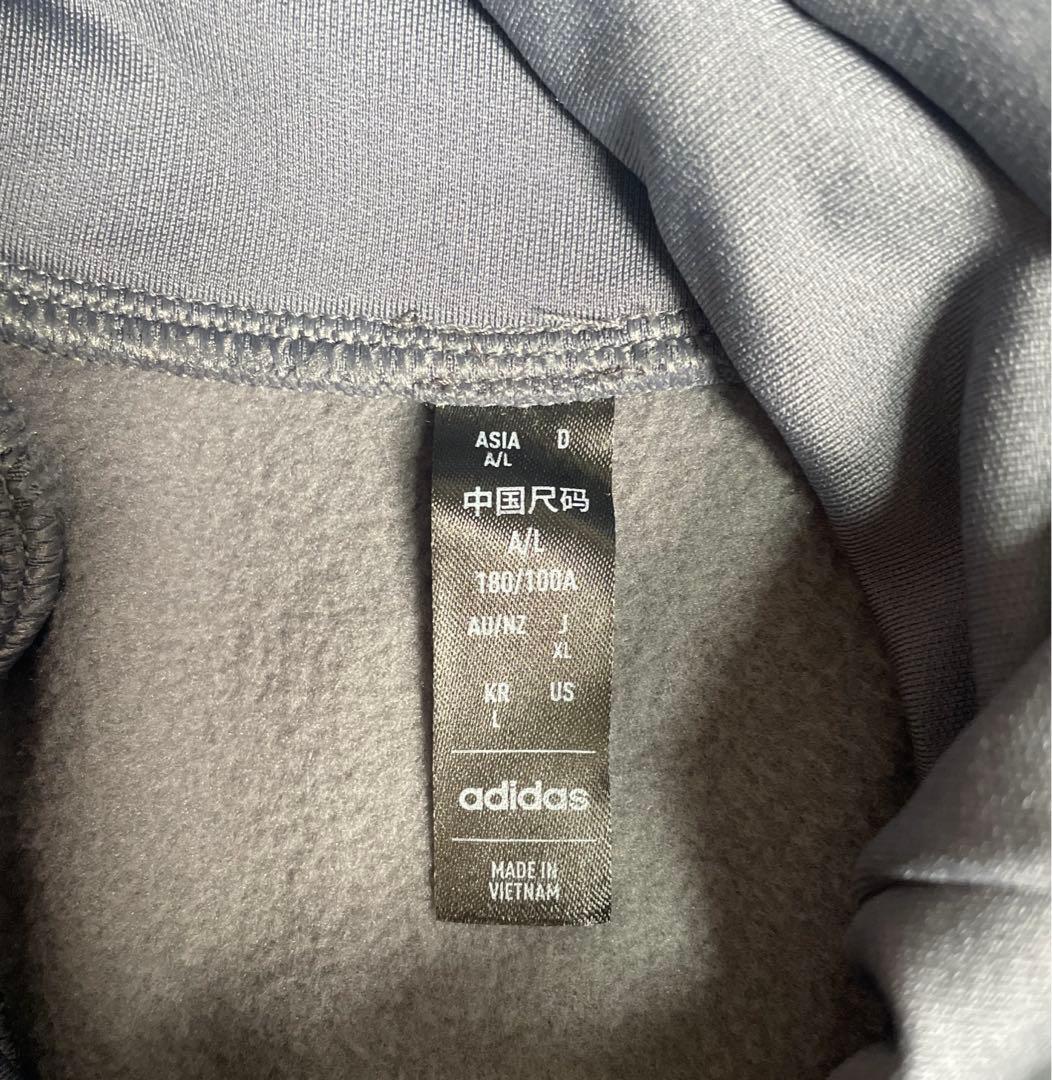 ASIA D
A/L
中国尺码
A/L
180/100A
AU/NZ J
XL
KR US
L
adidas
MADE IN
VIETNAM